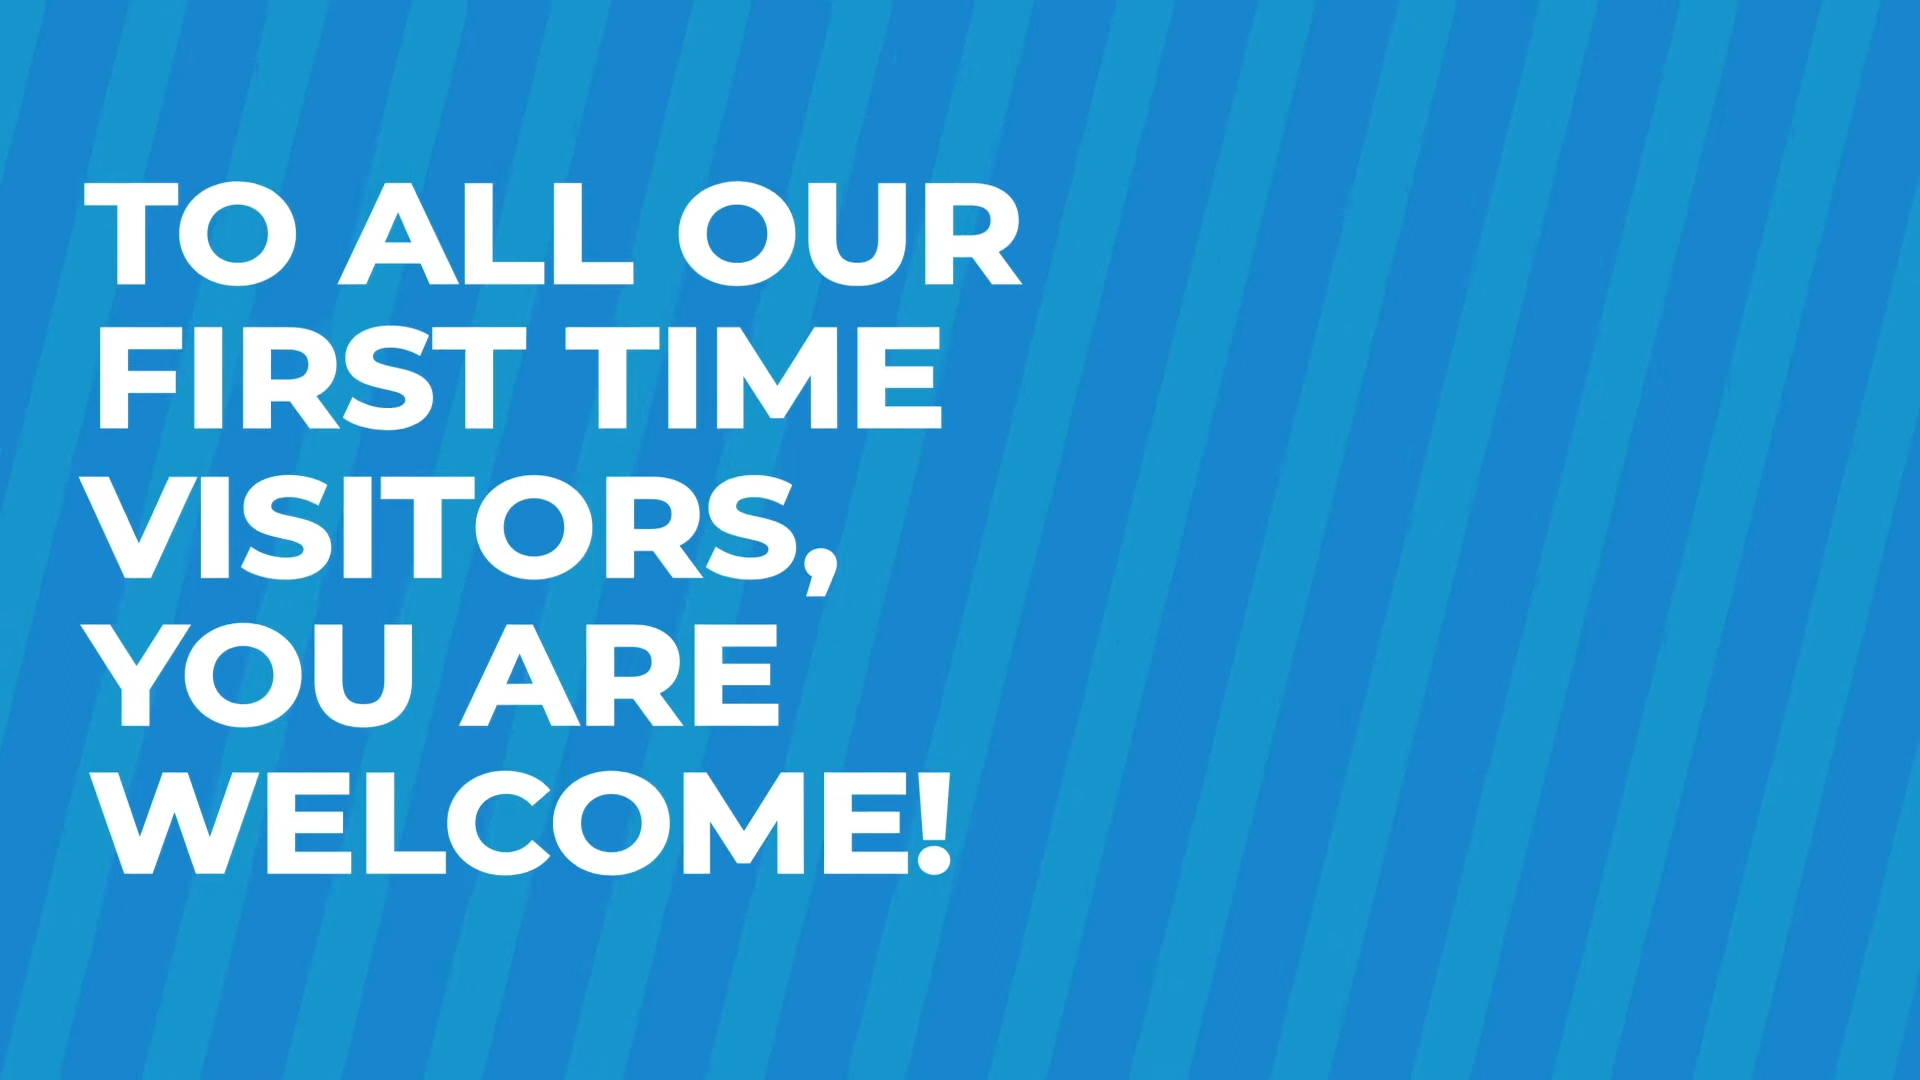 TO ALL OUR
FIRST TIME
VISITORS,
YOU ARE
WELCOME!